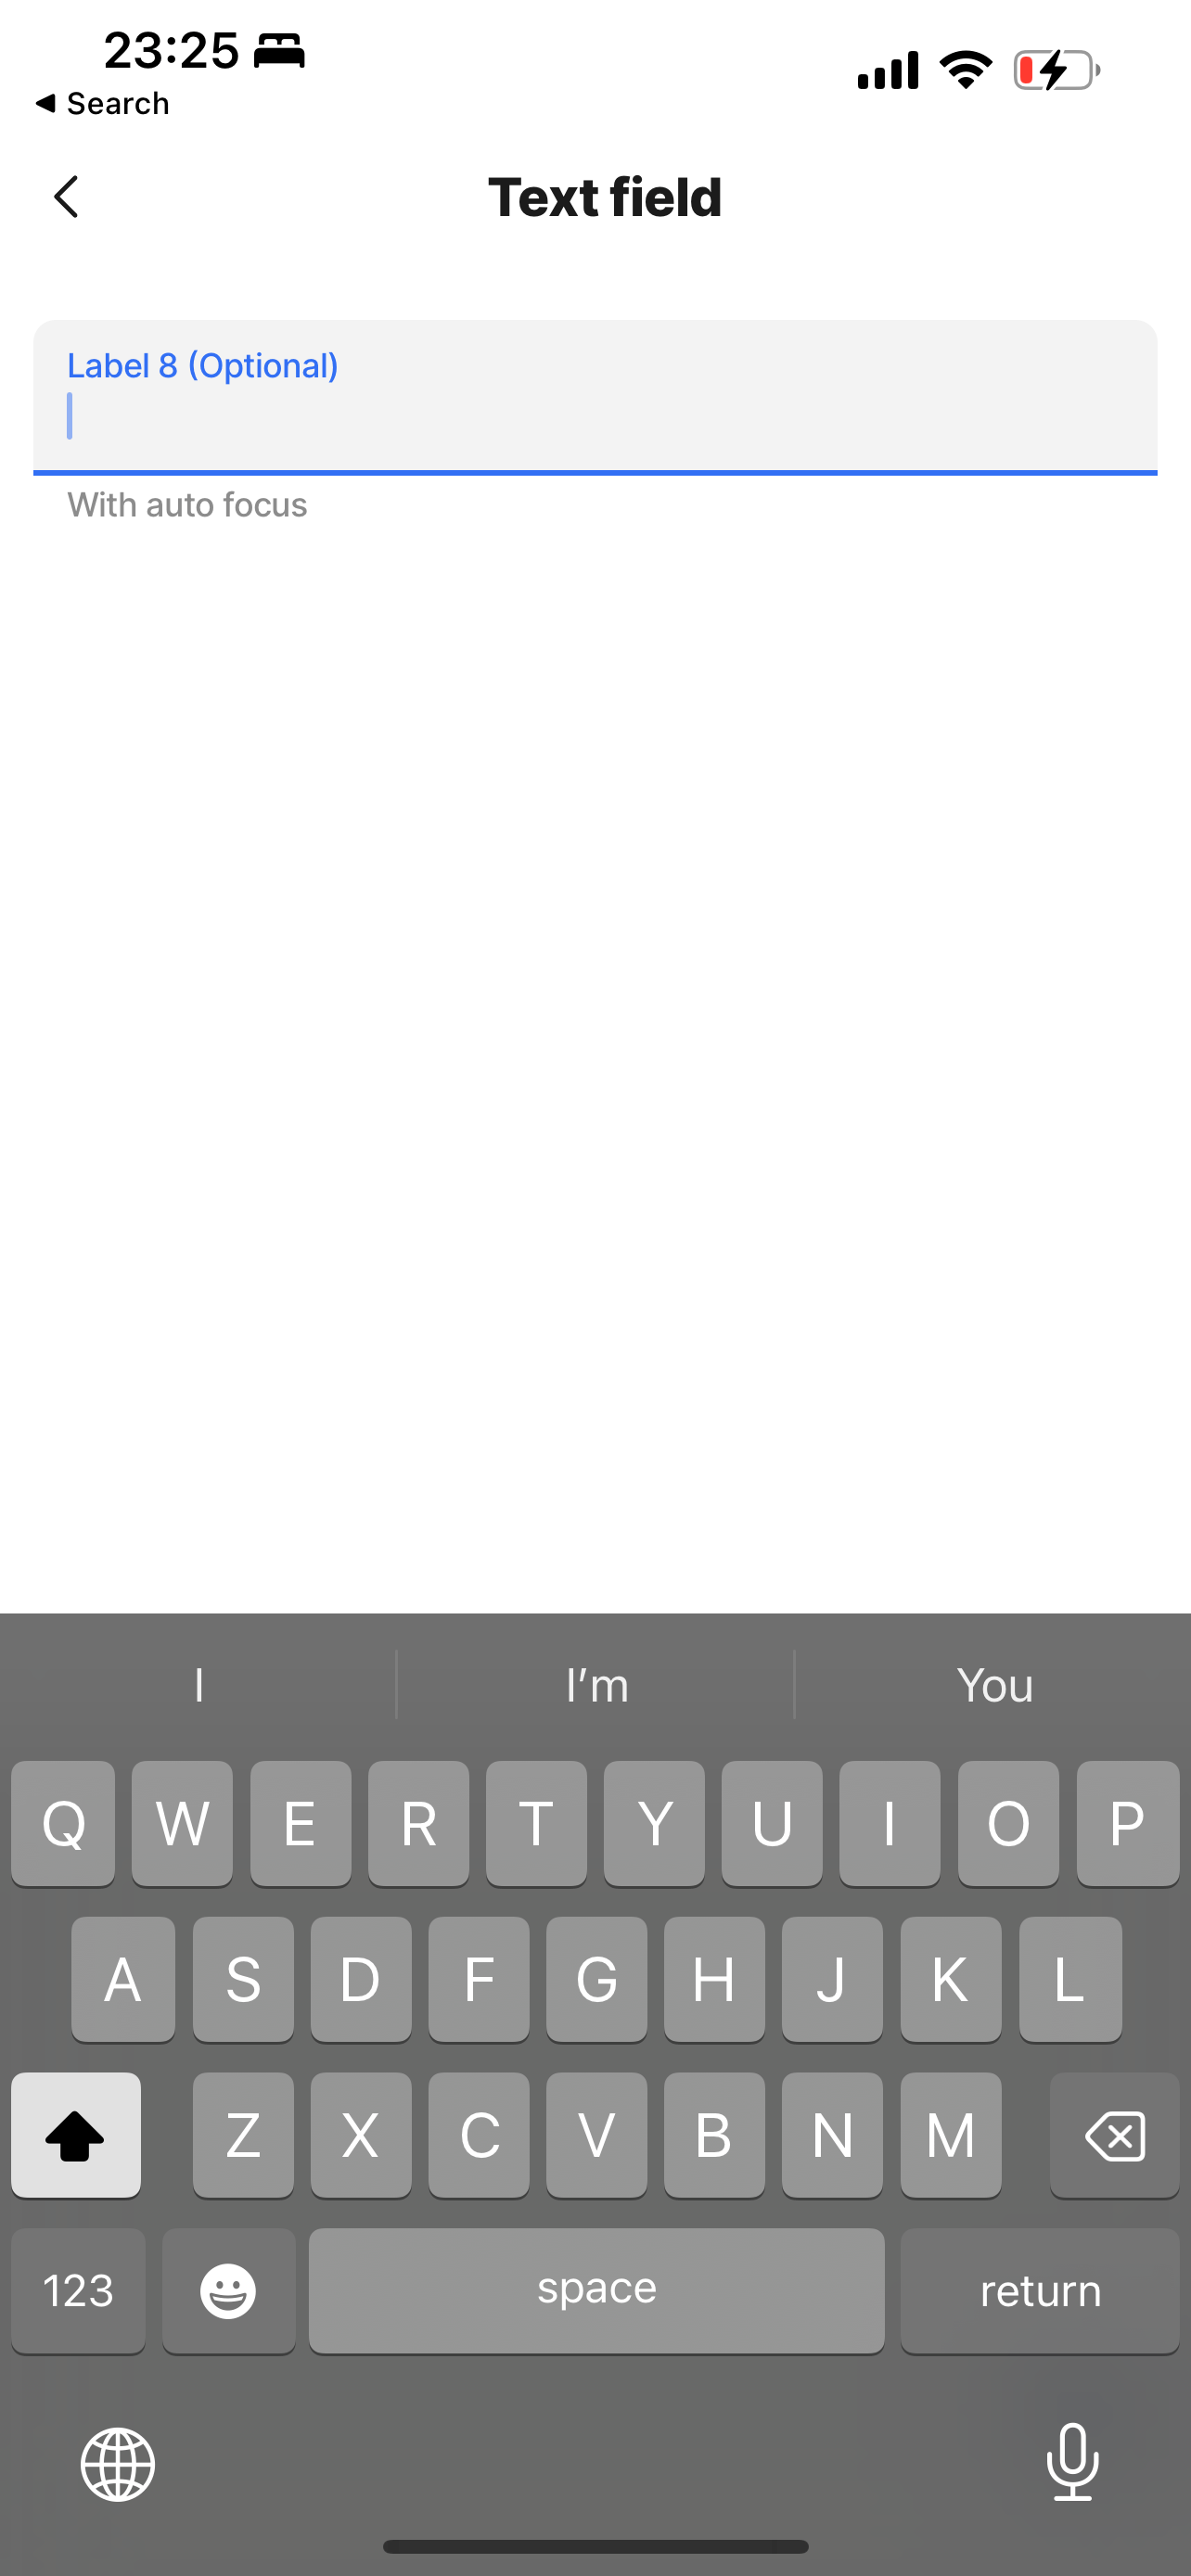 23:25
Search
Text field
Label 8 (Optional)
With auto focus
I I’m You
Q W E R T Y U I O P
A S D F G H J K L
Z X C V B N M
123 space return